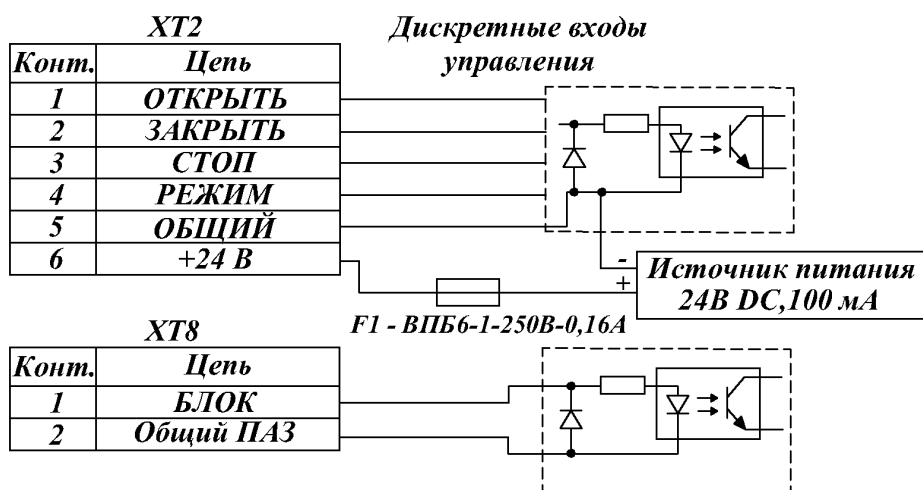 XT2
Дискретные входы
управления
Конт. Цепь
1 ОТКРЫТЬ
2 ЗАКРЫТЬ
3 СТОП
4 РЕЖИМ
5 ОБЩИЙ
6 +24 В
-
+
Источник питания
24В DC,100 мА
F1 - ВПБ6-1-250В-0,16А
XT8
Конт. Цепь
1 БЛОК
2 Общий ПАЗ